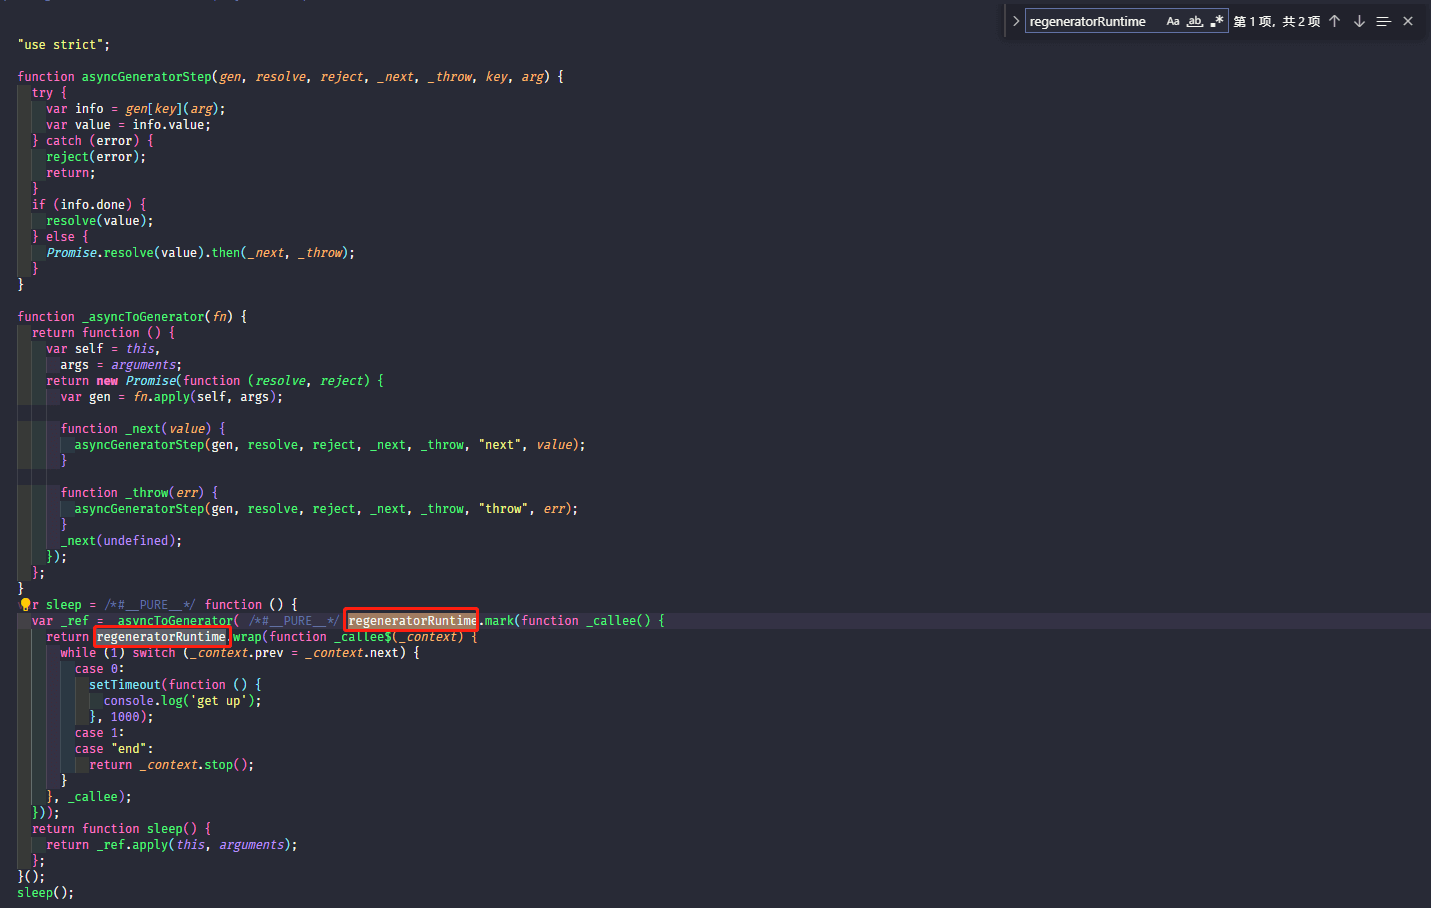 regeneratorRuntime Aa ab .* 第 1 项, 共 2 项
"use strict";
function asyncGeneratorStep(gen, resolve, reject, _next, _throw, key, arg) {
try {
var info = gen[key](arg);
var value = info.value;
} catch (error) {
reject(error);
return;
}
if (info.done) {
resolve(value);
} else {
Promise.resolve(value).then(_next, _throw);
}
}
function _asyncToGenerator(fn) {
return function () {
var self = this,
args = arguments;
return new Promise(function (resolve, reject) {
var gen = fn.apply(self, args);
function _next(value) {
asyncGeneratorStep(gen, resolve, reject, _next, _throw, "next", value);
}
function _throw(err) {
asyncGeneratorStep(gen, resolve, reject, _next, _throw, "throw", err);
}
_next(undefined);
});
};
}
r sleep = /*#__PURE__*/ function () {
var _ref = _asyncToGenerator( /*#__PURE__*/ regeneratorRuntime.mark(function _callee() {
return regeneratorRuntime.wrap(function _callee$(_context) {
while (1) switch (_context.prev = _context.next) {
case 0:
setTimeout(function () {
console.log('get up');
}, 1000);
case 1:
case "end":
return _context.stop();
}
}, _callee);
}));
return function sleep() {
return _ref.apply(this, arguments);
};
}();
sleep();